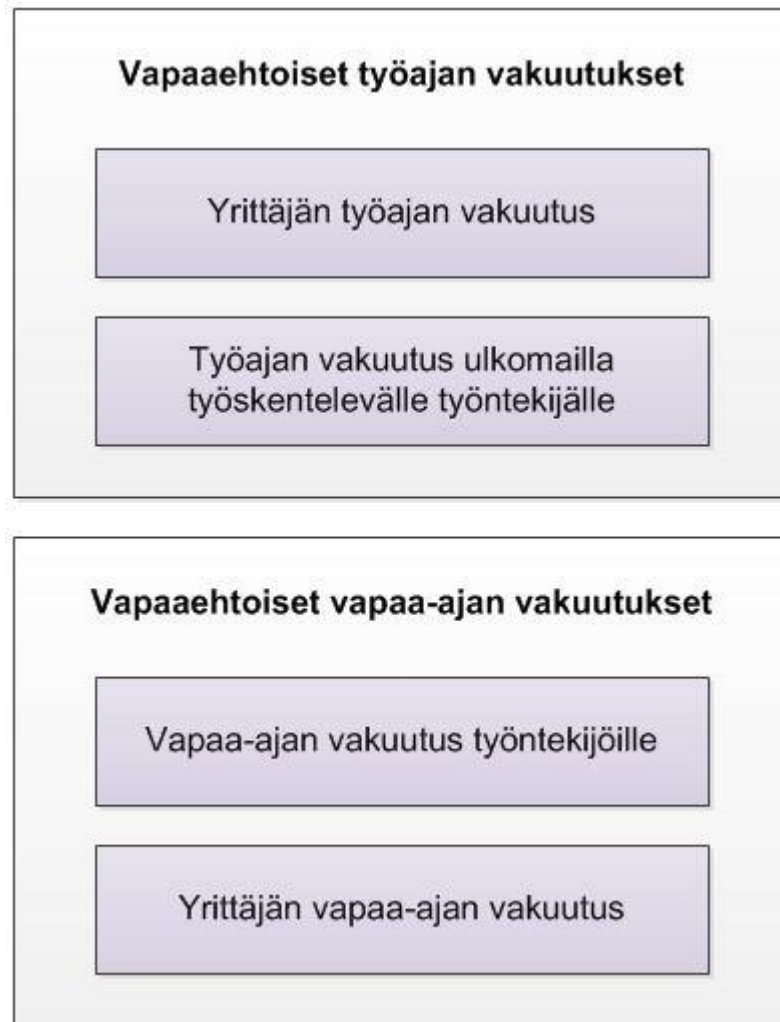 Vapaaehtoiset työajan vakuutukset
Yrittäjän työajan vakuutus
Työajan vakuutus ulkomailla
työskentelevälle työntekijälle
Vapaaehtoiset vapaa-ajan vakuutukset
Vapaa-ajan vakuutus työntekijöille
Yrittäjän vapaa-ajan vakuutus